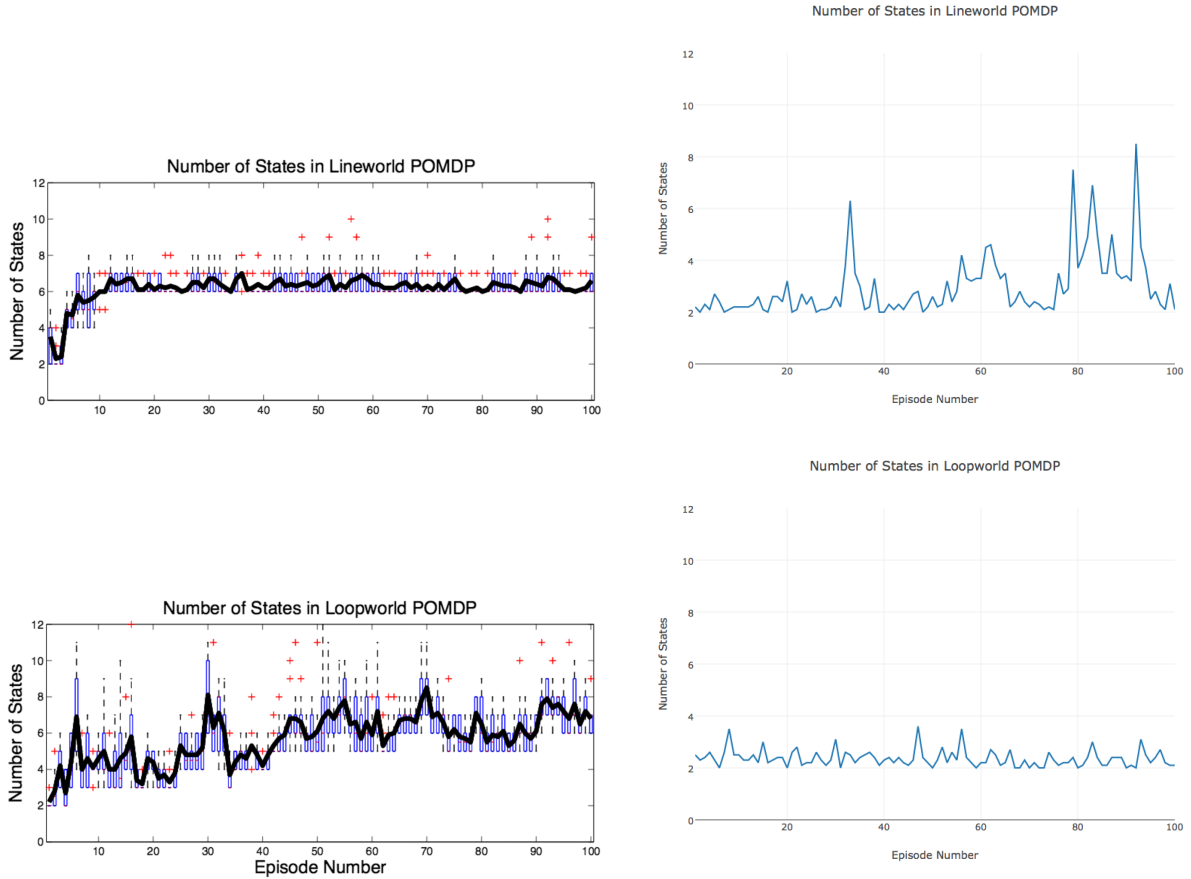 Number of States in Lineworld POMDP
Number of States
12
10
8
6
4
2
0
10 20 30 40 50 60 70 80 90 100
Number of States in Lineworld POMDP
Number of States
12
10
8
6
4
2
0
20 40 60 80 100
Episode Number
Number of States in Loopworld POMDP
Number of States
12
10
8
6
4
2
0
10 20 30 40 50 60 70 80 90 100
Episode Number
Number of States in Loopworld POMDP
Number of States
12
10
8
6
4
2
0
20 40 60 80 100
Episode Number